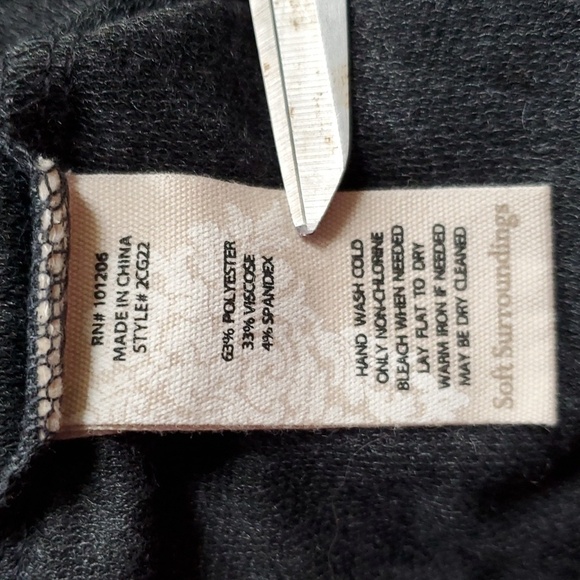 RN# 101206
MADE IN CHINA
STYLE# 2CG22
63% POLYESTER
33% VISCOSE
4% SPANDEX
HAND WASH COLD
ONLY NON-CHLORINE
BLEACH WHEN NEEDED
LAY FLAT TO DRY
WARM IRON IF NEEDED
MAY BE DRY CLEANED
Soft Surroundings